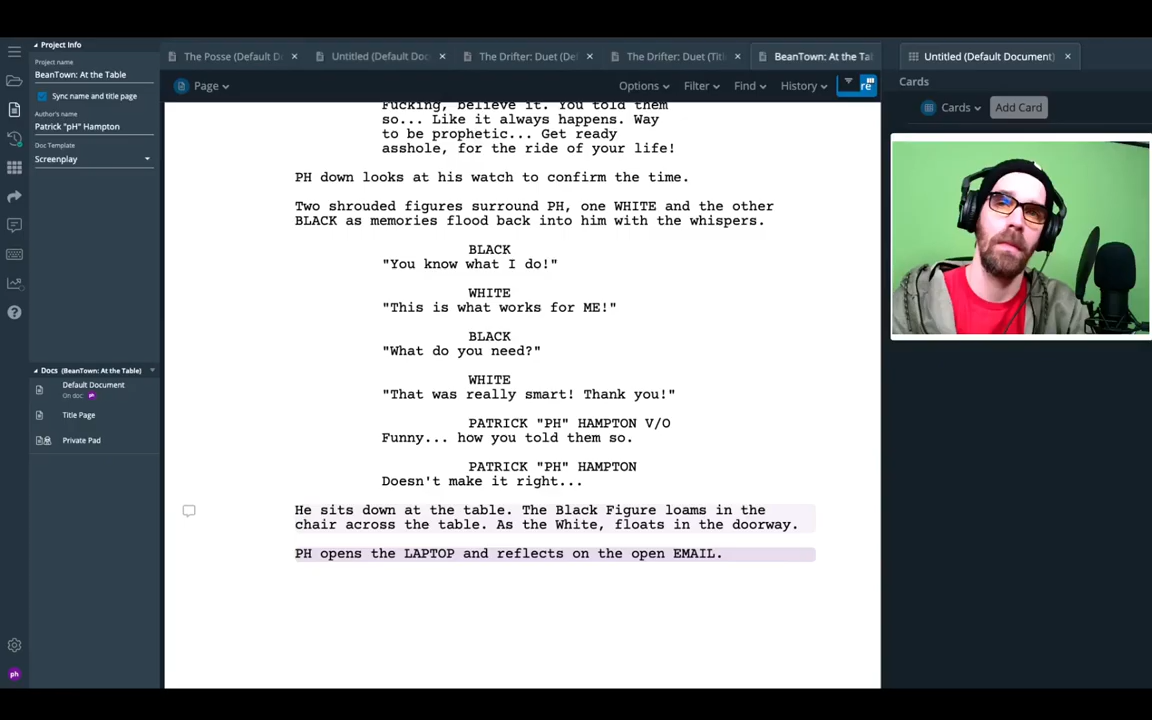 Project Info
Project name
BeanTown: At the Table
Sync name and title page
Author's name
Patrick "pH" Hampton
Doc Template
Screenplay
Docs (BeanTown: At the Table)
Default Document
On doc ph
Title Page
Private Pad
ph
The Posse (Default D
Untitled (Default Doc
The Drifter: Duet (De
The Drifter: Duet (Titl
BeanTown: At the Tab
Page
Options
Filter
Find
History
re
Fucking, believe it. You told them
so... Like it always happens. Way
to be prophetic... Get ready
asshole, for the ride of your life!
PH down looks at his watch to confirm the time.
Two shrouded figures surround PH, one WHITE and the other
BLACK as memories flood back into him with the whispers.
BLACK
"You know what I do!"
WHITE
"This is what works for ME!"
BLACK
"What do you need?"
WHITE
"That was really smart! Thank you!"
PATRICK "PH" HAMPTON V/O
Funny... how you told them so.
PATRICK "PH" HAMPTON
Doesn't make it right...
He sits down at the table. The Black Figure loams in the
chair across the table. As the White, floats in the doorway.
PH opens the LAPTOP and reflects on the open EMAIL.
Untitled (Default Document)
Cards
Cards
Add Card